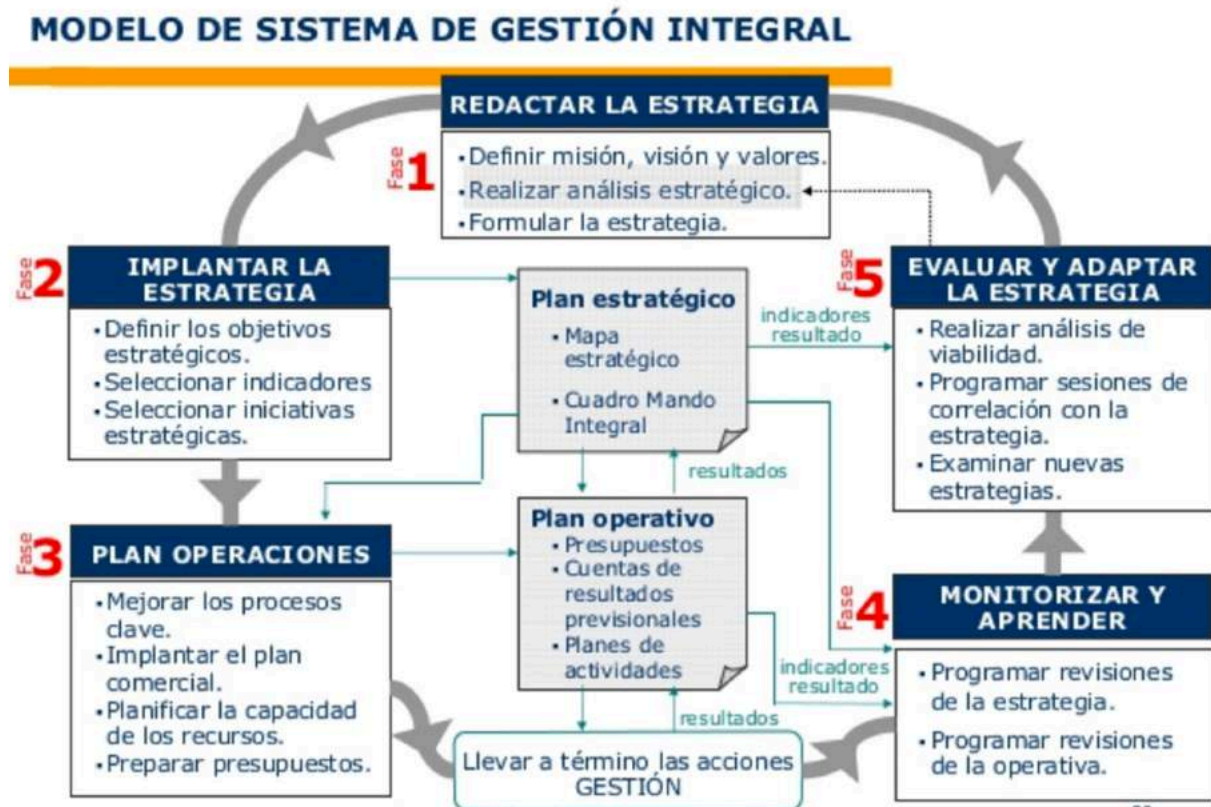 MODELO DE SISTEMA DE GESTIÓN INTEGRAL
REDACTAR LA ESTRATEGIA
Fase 1
• Definir misión, visión y valores.
• Realizar análisis estratégico.
• Formular la estrategia.
Fase 2
IMPLANTAR LA
ESTRATEGIA
• Definir los objetivos
estratégicos.
• Seleccionar indicadores
• Seleccionar iniciativas
estratégicas.
Plan estratégico
• Mapa
estratégico
• Cuadro Mando
Integral
indicadores
resultado
Fase 5
EVALUAR Y ADAPTAR
LA ESTRATEGIA
• Realizar análisis de
viabilidad.
• Programar sesiones de
correlación con la
estrategia.
• Examinar nuevas
estrategias.
resultados
Fase 3
PLAN OPERACIONES
• Mejorar los procesos
clave.
• Implantar el plan
comercial.
• Planificar la capacidad
de los recursos.
• Preparar presupuestos.
Plan operativo
• Presupuestos
• Cuentas de
resultados
previsionales
• Planes de
actividades
indicadores
resultado
resultados
Fase 4
MONITORIZAR Y
APRENDER
• Programar revisiones
de la estrategia.
• Programar revisiones
de la operativa.
Llevar a término las acciones
GESTIÓN